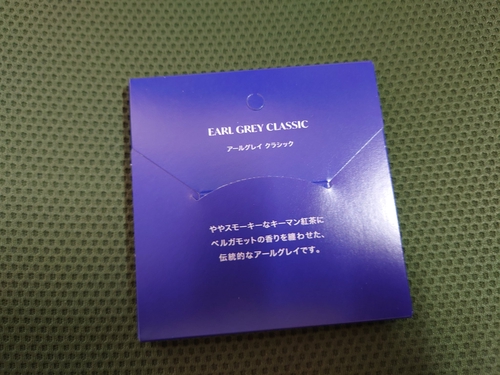 EARL GREY CLASSIC
アールグレイ クラシック
ややスモーキーなキーマン紅茶に
ベルガモットの香りを纏わせた、
伝統的なアールグレイです。